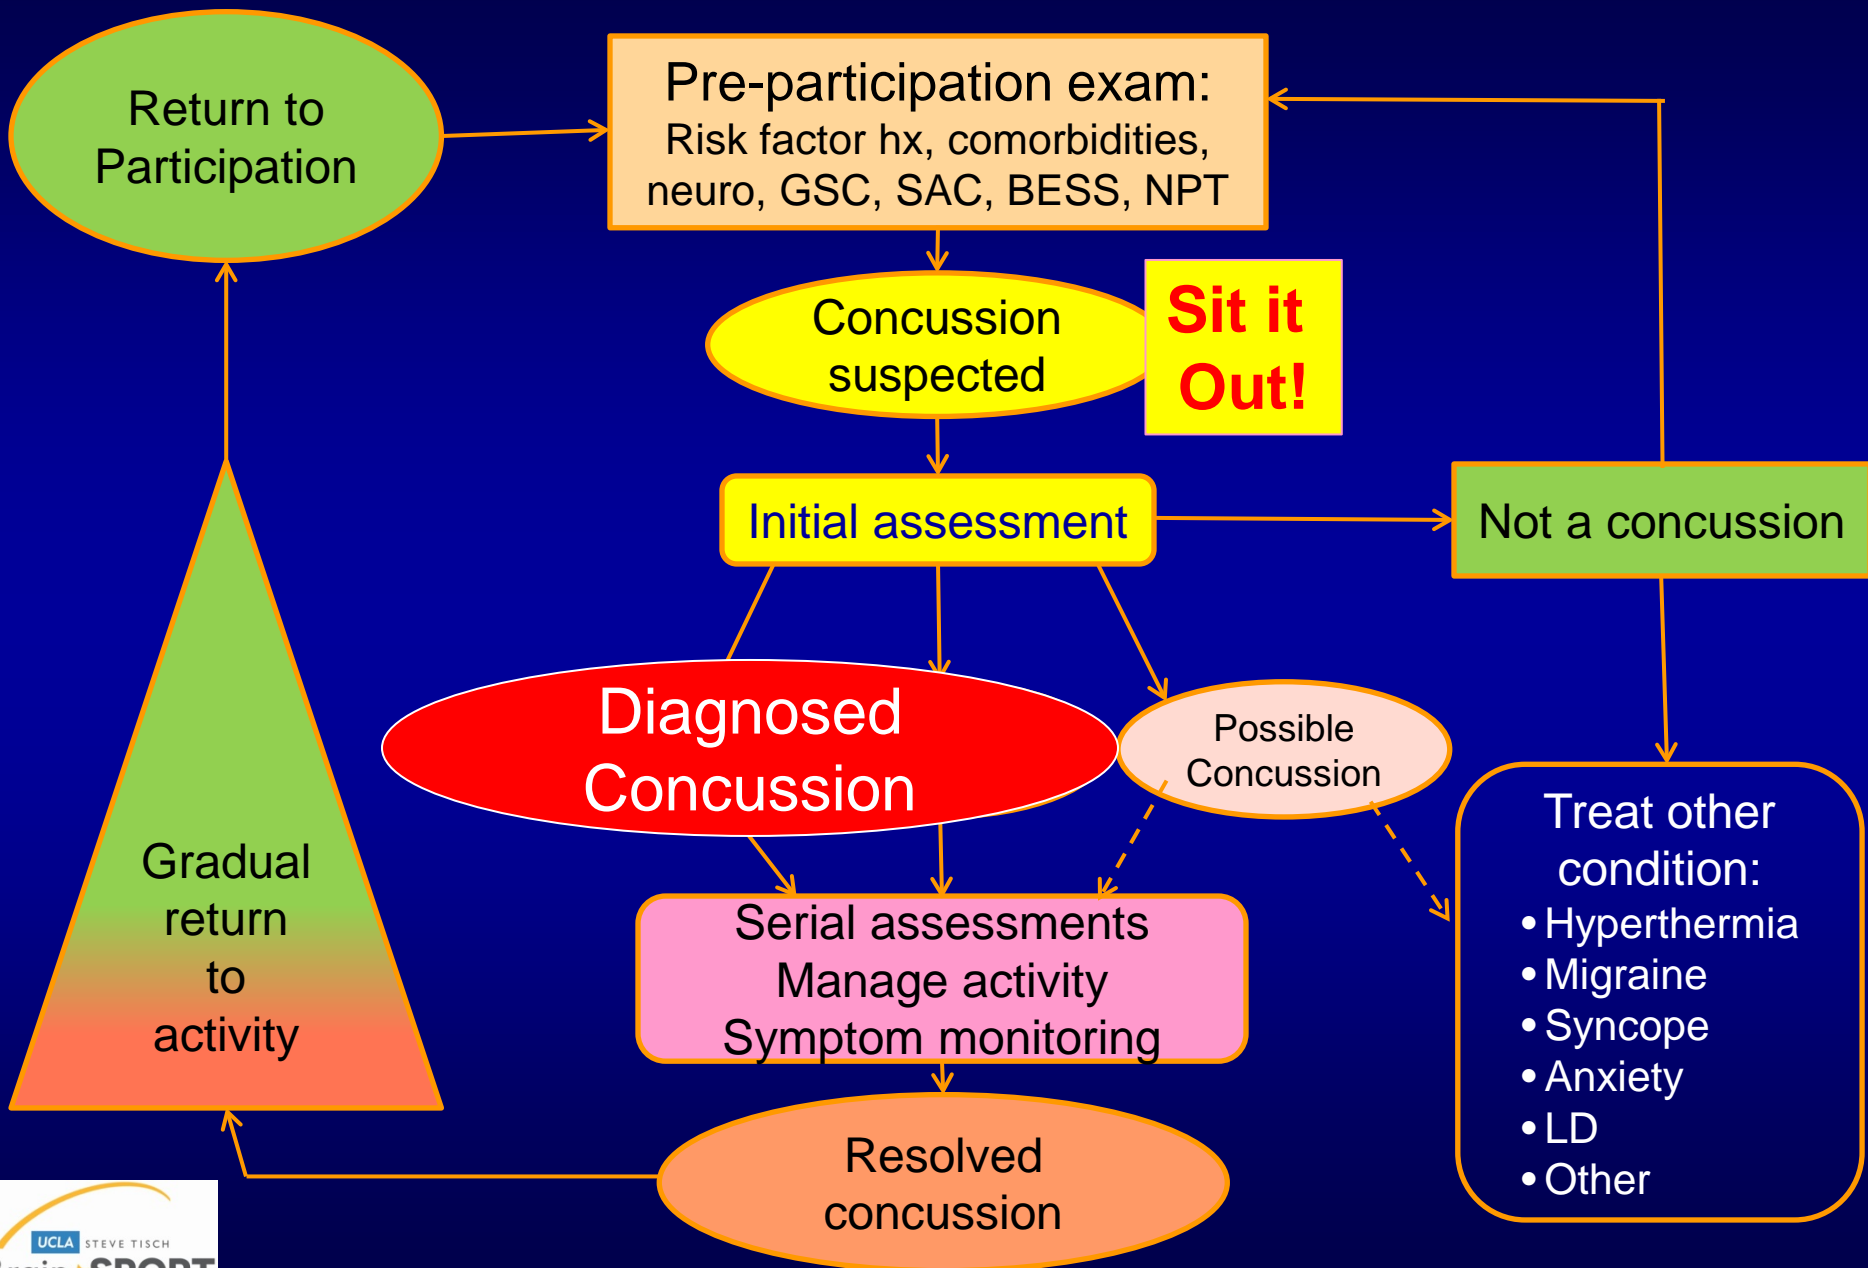 Return to
Participation
Pre-participation exam:
Risk factor hx, comorbidities,
neuro, GSC, SAC, BESS, NPT
Concussion
suspected
Sit it
Out!
Initial assessment
Not a concussion
Diagnosed
Concussion
Possible
Concussion
Treat other
condition:
• Hyperthermia
• Migraine
• Syncope
• Anxiety
• LD
• Other
Gradual
return
to
activity
Serial assessments
Manage activity
Symptom monitoring
Resolved
concussion
UCLA STEVE TISCH
SPORT